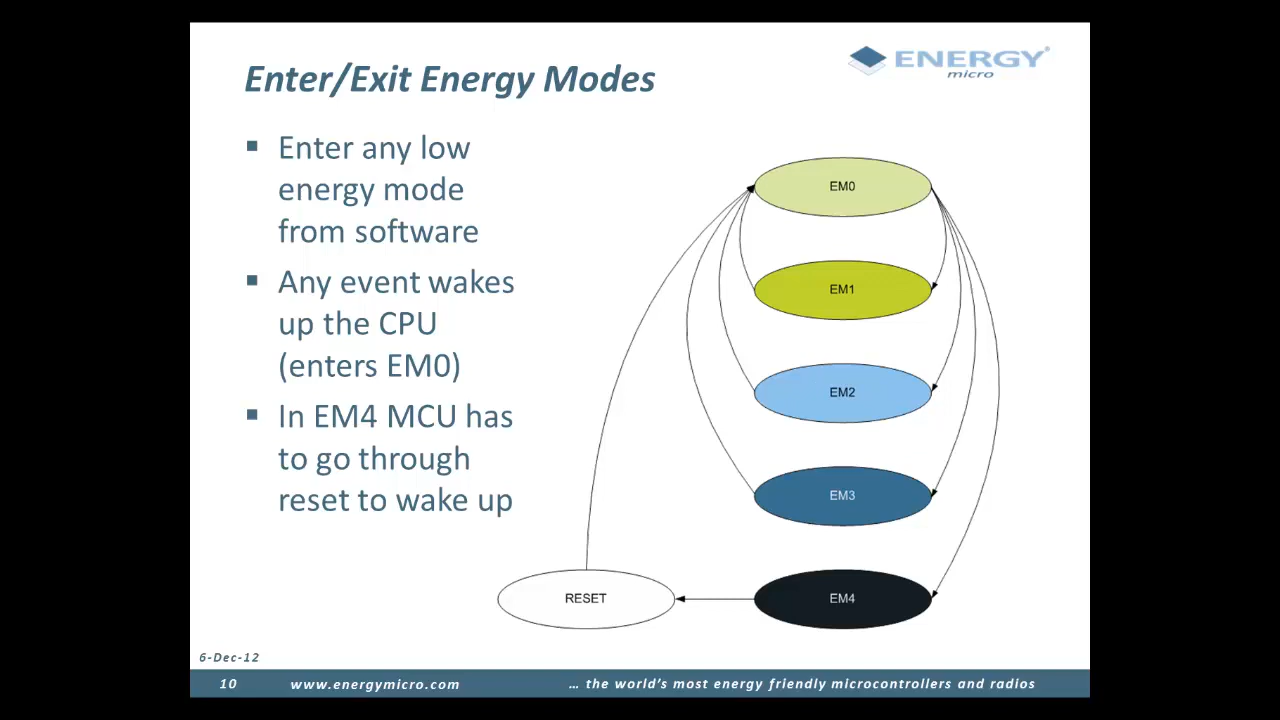 Enter/Exit Energy Modes
ENERGY
micro
▪ Enter any low
energy mode
from software
▪ Any event wakes
up the CPU
(enters EM0)
▪ In EM4 MCU has
to go through
reset to wake up
EM0
EM1
EM2
EM3
EM4
RESET
6-Dec-12
10
www.energymicro.com
... the world's most energy friendly microcontrollers and radios